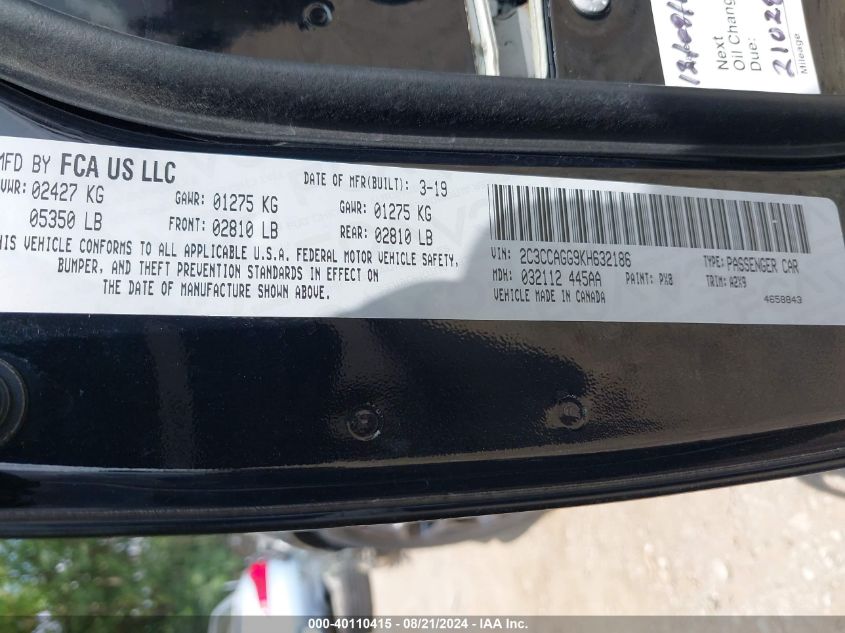 Next
Oil Chang
Due:
Mileage
MFD BY FCA US LLC
DATE OF MFR(BUILT): 3-19
VWR: 02427 KG
GAWR: 01275 KG
GAWR: 01275 KG
05350 LB
FRONT: 02810 LB
REAR: 02810 LB
HIS VEHICLE CONFORMS TO ALL APPLICABLE U.S.A. FEDERAL MOTOR VEHICLE SAFETY,
BUMPER, AND THEFT PREVENTION STANDARDS IN EFFECT ON
THE DATE OF MANUFACTURE SHOWN ABOVE.
VIN: 2C3CCAGG9KH632186
TYPE: PASSENGER CAR
MDH: 032112 445AA
PAINT: PX8
TRIM: A2X9
VEHICLE MADE IN CANADA
4658843
000-40110415 - 08/21/2024 - IAA Inc.